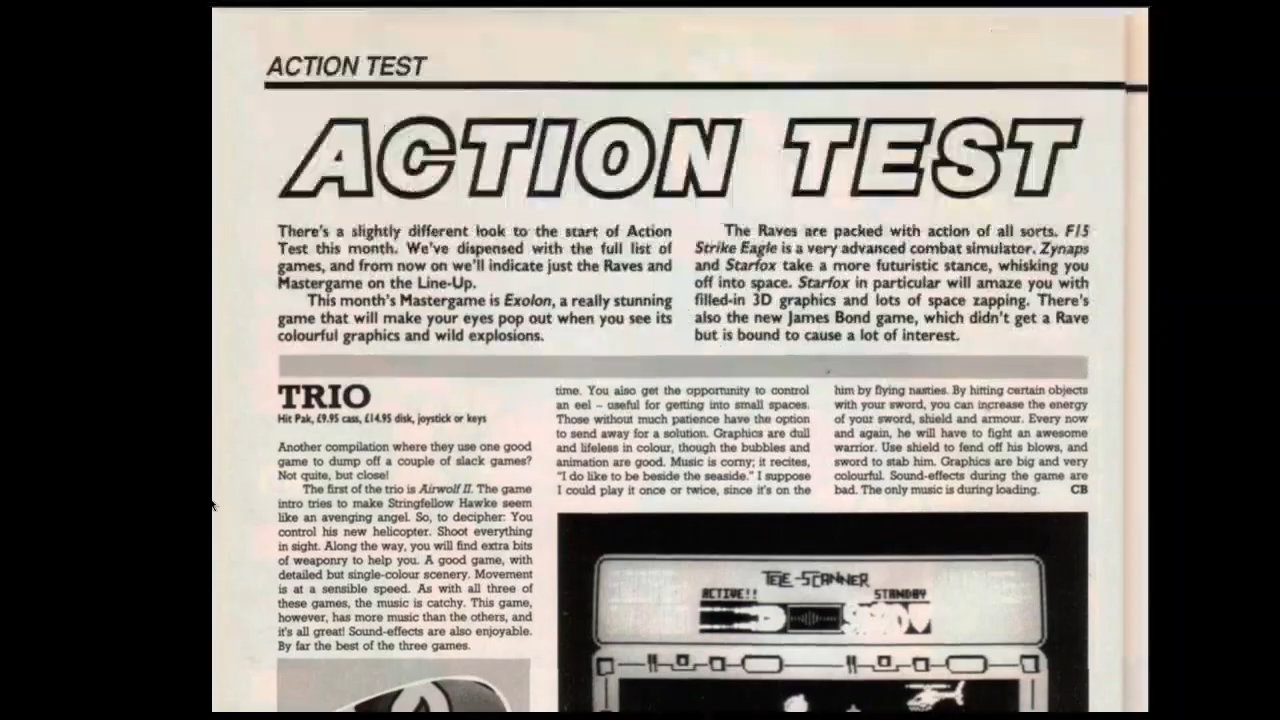 ACTION TEST
ACTION TEST
There's a slightly different look to the start of Action
Test this month. We've dispensed with the full list of
games, and from now on we'll indicate just the Raves and
Mastergame on the Line-Up.
This month's Mastergame is Exolon, a really stunning
game that will make your eyes pop out when you see its
colourful graphics and wild explosions.
The Raves are packed with action of all sorts. F15
Strike Eagle is a very advanced combat simulator. Zynaps
and Starfox take a more futuristic stance, whisking you
off into space. Starfox in particular will amaze you with
filled-in 3D graphics and lots of space zapping. There's
also the new James Bond game, which didn't get a Rave
but is bound to cause a lot of interest.
TRIO
Hit Pak, £9.95 cass, £14.95 disk, joystick or keys
Another compilation where they use one good
game to dump off a couple of slack games?
Not quite, but close!
The first of the trio is Airwolf II. The game
intro tries to make Stringfellow Hawke seem
like an avenging angel. So, to decipher: You
control his new helicopter. Shoot everything
in sight. Along the way, you will find extra bits
of weaponry to help you. A good game, with
detailed but single-colour scenery. Movement
is at a sensible speed. As with all three of
these games, the music is catchy. This game,
however, has more music than the others, and
it's all great! Sound-effects are also enjoyable.
By far the best of the three games.
time. You also get the opportunity to control
an eel – useful for getting into small spaces.
Those without much patience have the option
to send away for a solution. Graphics are dull
and lifeless in colour, though the bubbles and
animation are good. Music is corny; it recites,
"I do like to be beside the seaside." I suppose
I could play it once or twice, since it's on the
him by flying nasties. By hitting certain objects
with your sword, you can increase the energy
of your sword, shield and armour. Every now
and again, he will have to fight an awesome
warrior. Use shield to fend off his blows, and
sword to stab him. Graphics are big and very
colourful. Sound-effects during the game are
bad. The only music is during loading. CB
TELE-SCANNER
ACTIVE!! STANDBY